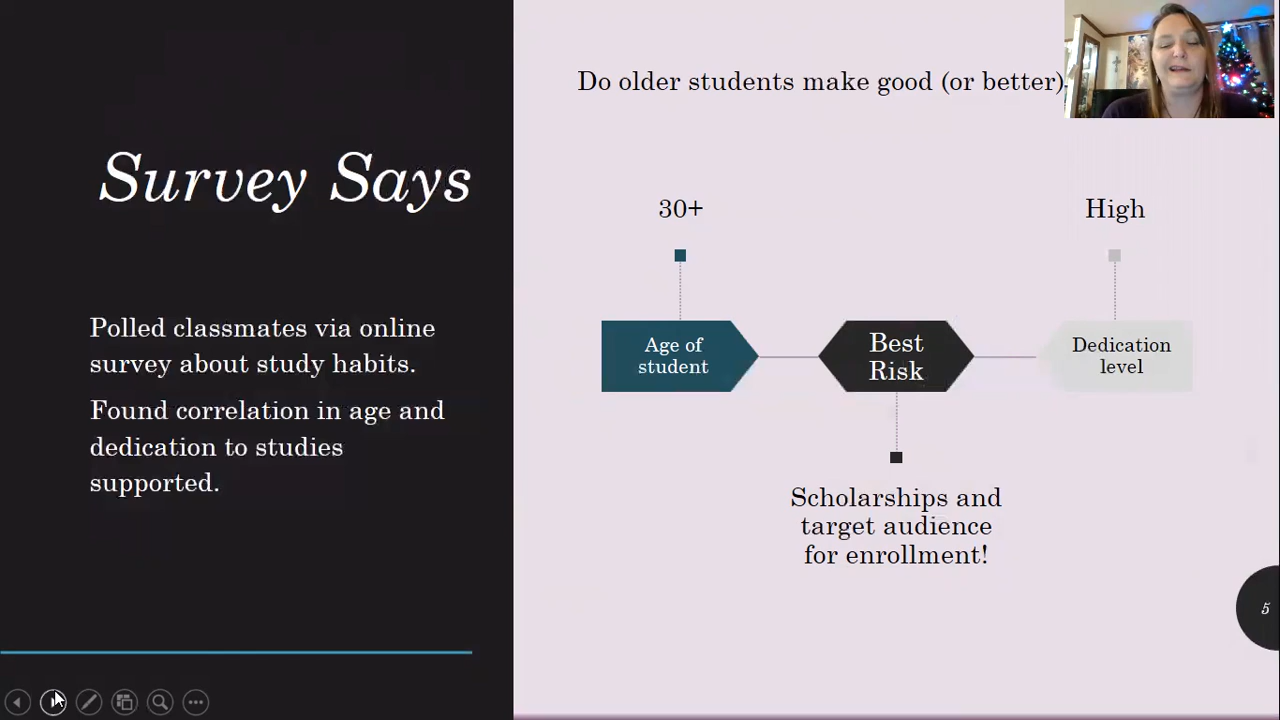 Survey Says
Polled classmates via online
survey about study habits.
Found correlation in age and
dedication to studies
supported.
Do older students make good (or better)
30+
High
Age of
student
Best
Risk
Dedication
level
Scholarships and
target audience
for enrollment!
5